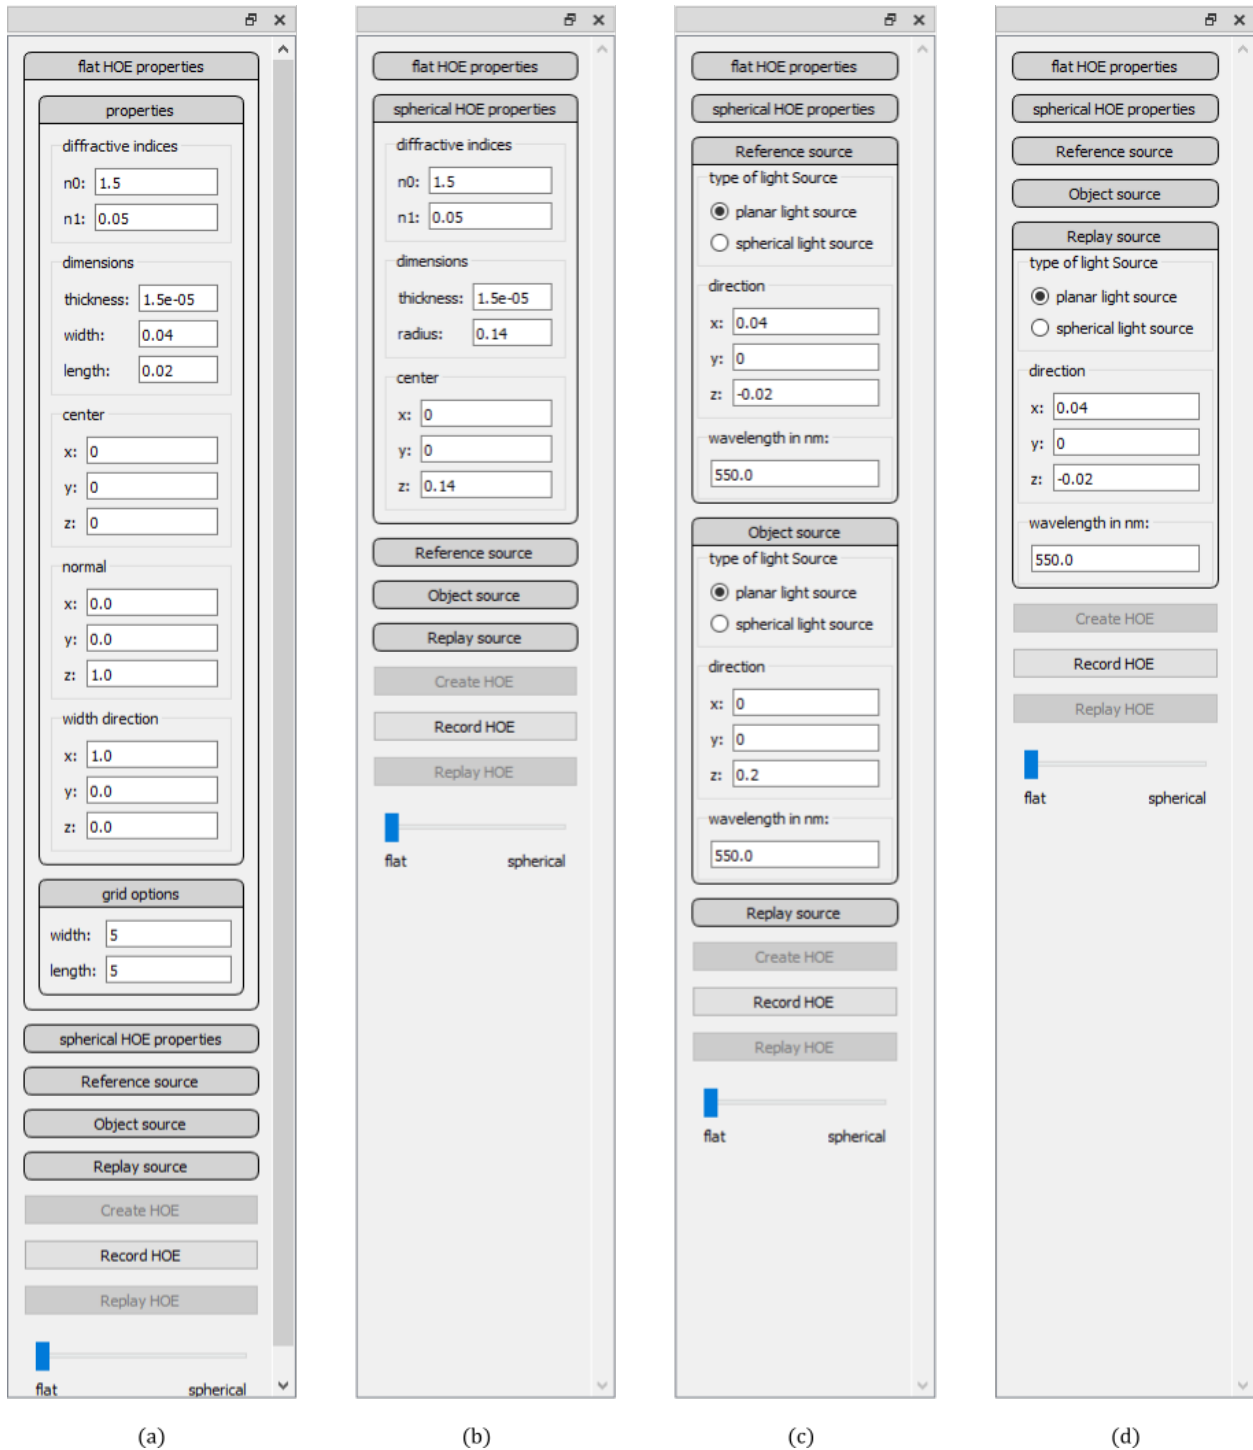 flat HOE properties
properties
diffractive indices
n0: 1.5
n1: 0.05
dimensions
thickness: 1.5e-05
width: 0.04
length: 0.02
center
x: 0
y: 0
z: 0
normal
x: 0.0
y: 0.0
z: 1.0
width direction
x: 1.0
y: 0.0
z: 0.0
grid options
width: 5
length: 5
spherical HOE properties
Reference source
Object source
Replay source
Create HOE
Record HOE
Replay HOE
flat spherical
(a)
flat HOE properties
spherical HOE properties
diffractive indices
n0: 1.5
n1: 0.05
dimensions
thickness: 1.5e-05
radius: 0.14
center
x: 0
y: 0
z: 0.14
Reference source
Object source
Replay source
Create HOE
Record HOE
Replay HOE
flat spherical
(b)
flat HOE properties
spherical HOE properties
Reference source
type of light Source
planar light source
spherical light source
direction
x: 0.04
y: 0
z: -0.02
wavelength in nm:
550.0
Object source
type of light Source
planar light source
spherical light source
direction
x: 0
y: 0
z: 0.2
wavelength in nm:
550.0
Replay source
Create HOE
Record HOE
Replay HOE
flat spherical
(c)
flat HOE properties
spherical HOE properties
Reference source
Object source
Replay source
type of light Source
planar light source
spherical light source
direction
x: 0.04
y: 0
z: -0.02
wavelength in nm:
550.0
Create HOE
Record HOE
Replay HOE
flat spherical
(d)